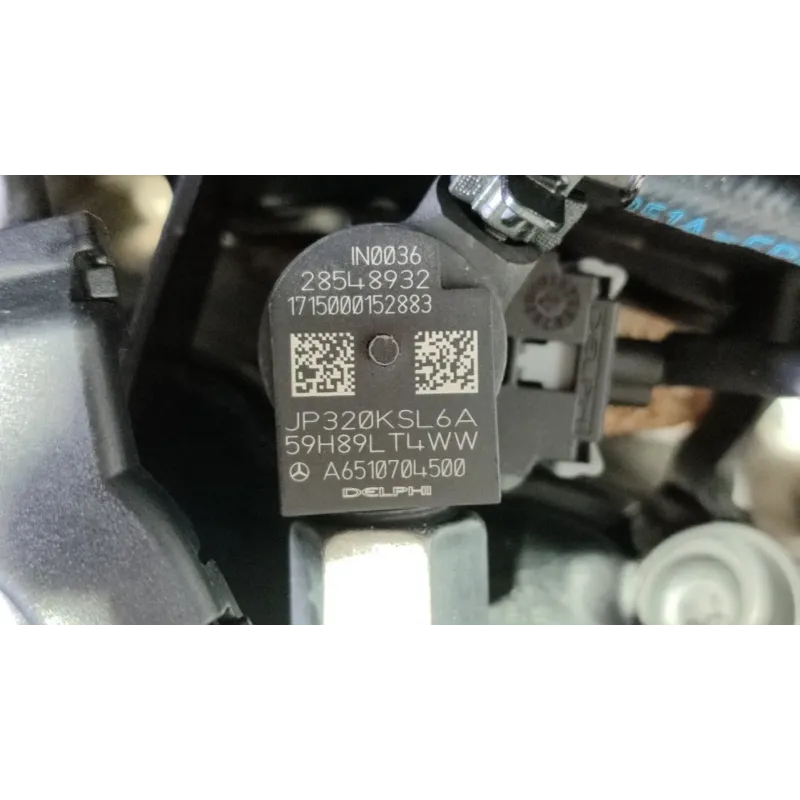 IN0036
28548932
1715000152883
JP320KSL6A
59H89LT4WW
A6510704500
DELPHI